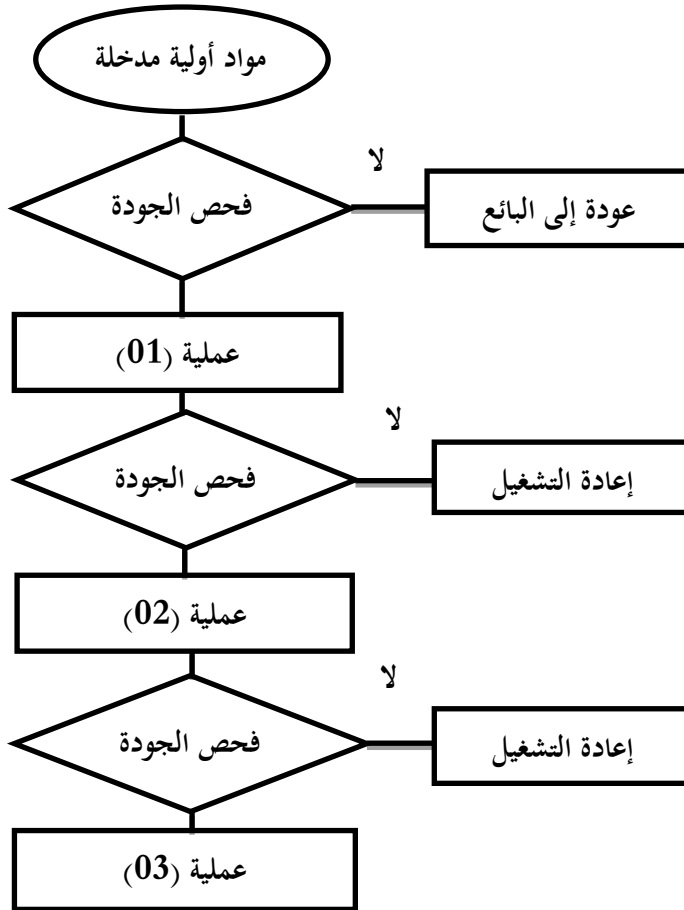 مواد أولية مدخلة
لا
فحص الجودة
عودة إلى البائع
عملية (01)
لا
فحص الجودة
إعادة التشغيل
عملية (02)
لا
فحص الجودة
إعادة التشغيل
عملية (03)